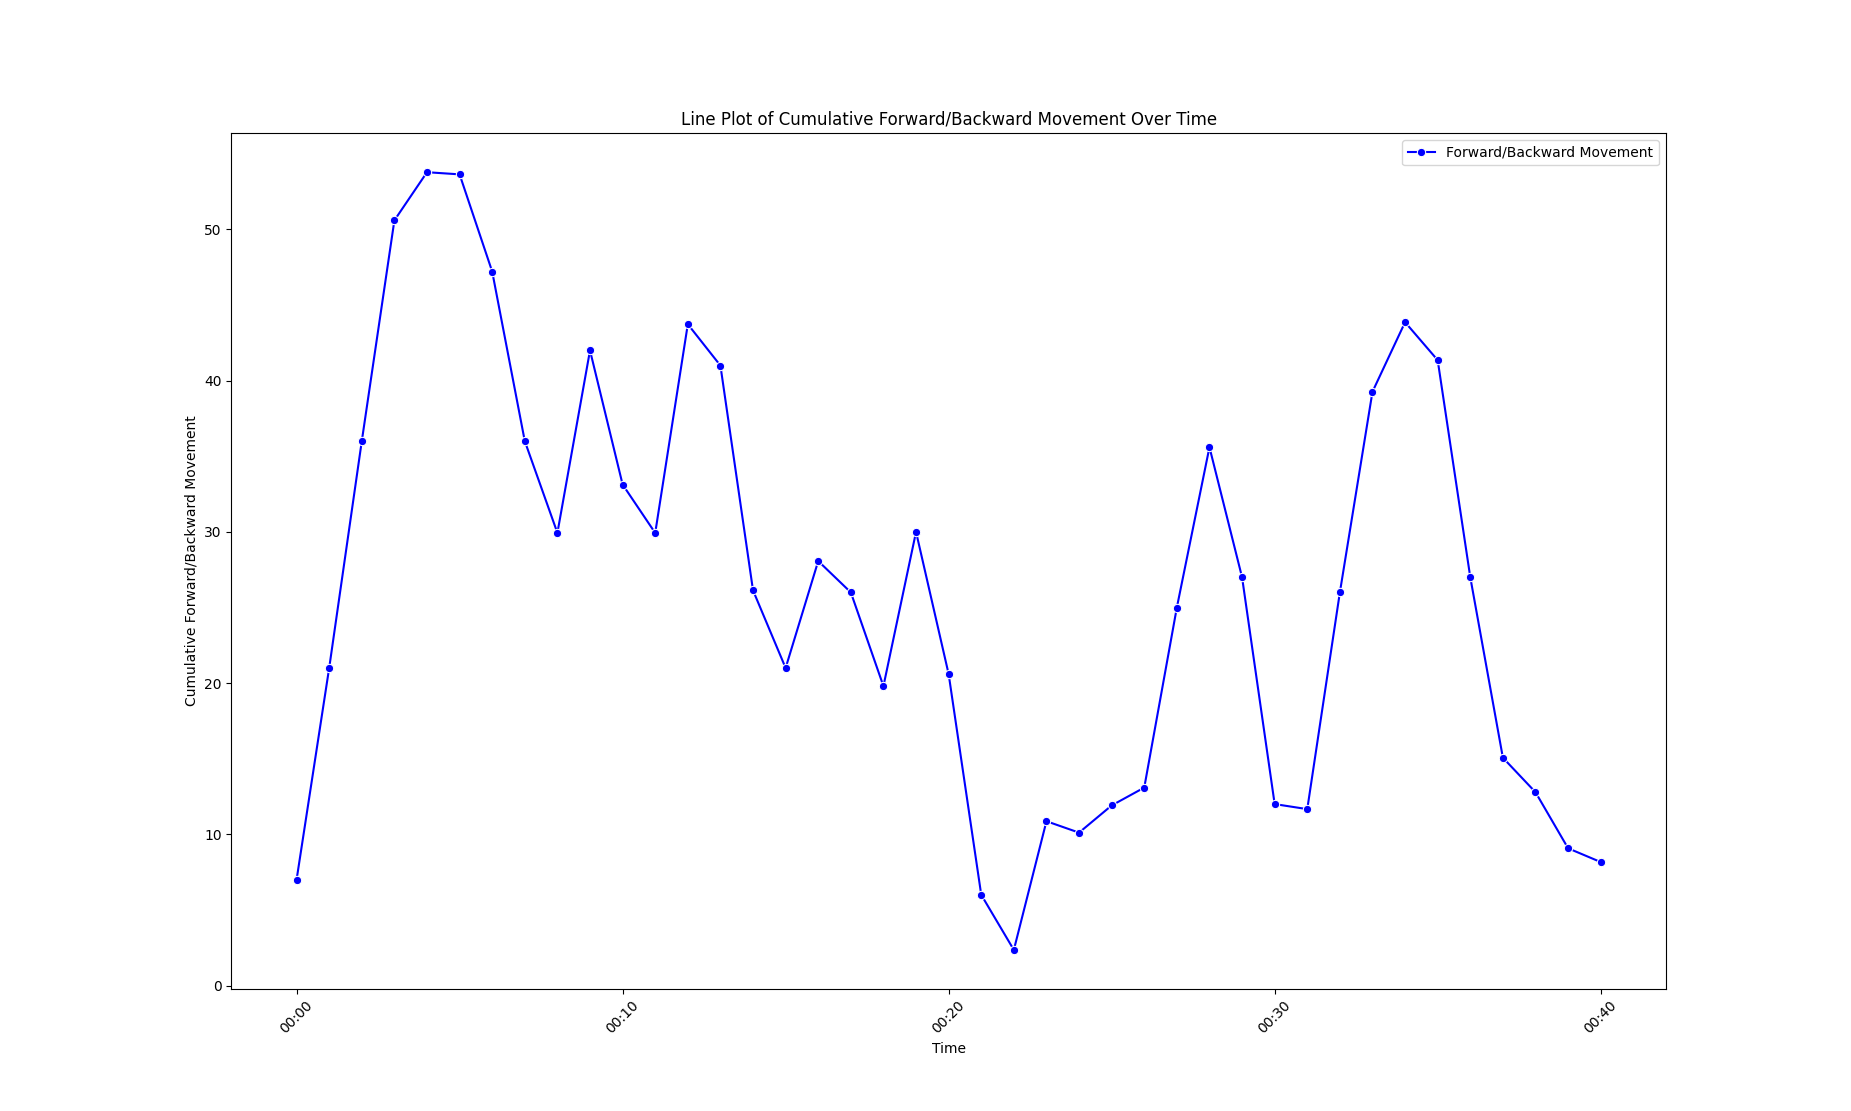 Line Plot of Cumulative Forward/Backward Movement Over Time
Forward/Backward Movement
Cumulative Forward/Backward Movement
50
40
30
20
10
0
00:00 00:10 00:20 00:30 00:40
Time